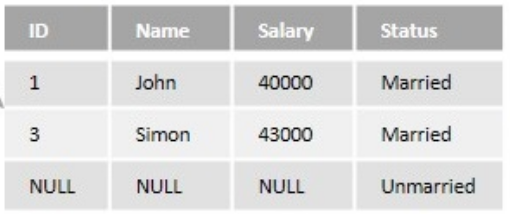 ID Name Salary Status
1 John 40000 Married
3 Simon 43000 Married
NULL NULL NULL Unmarried